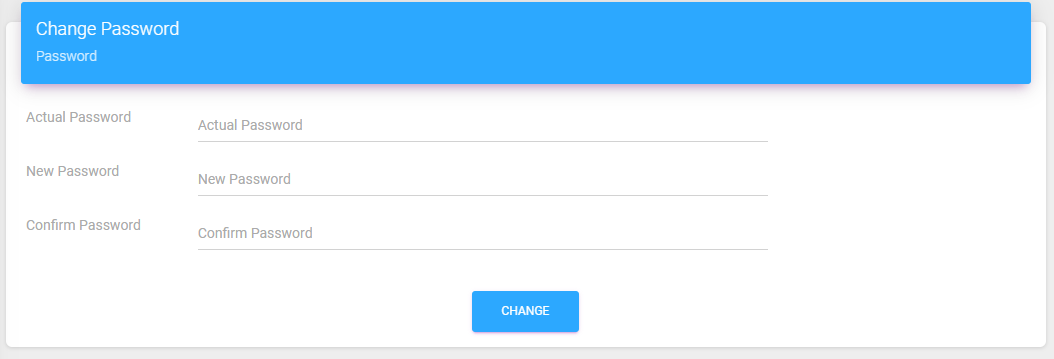 Change Password
Password
Actual Password
Actual Password
New Password
New Password
Confirm Password
Confirm Password
CHANGE